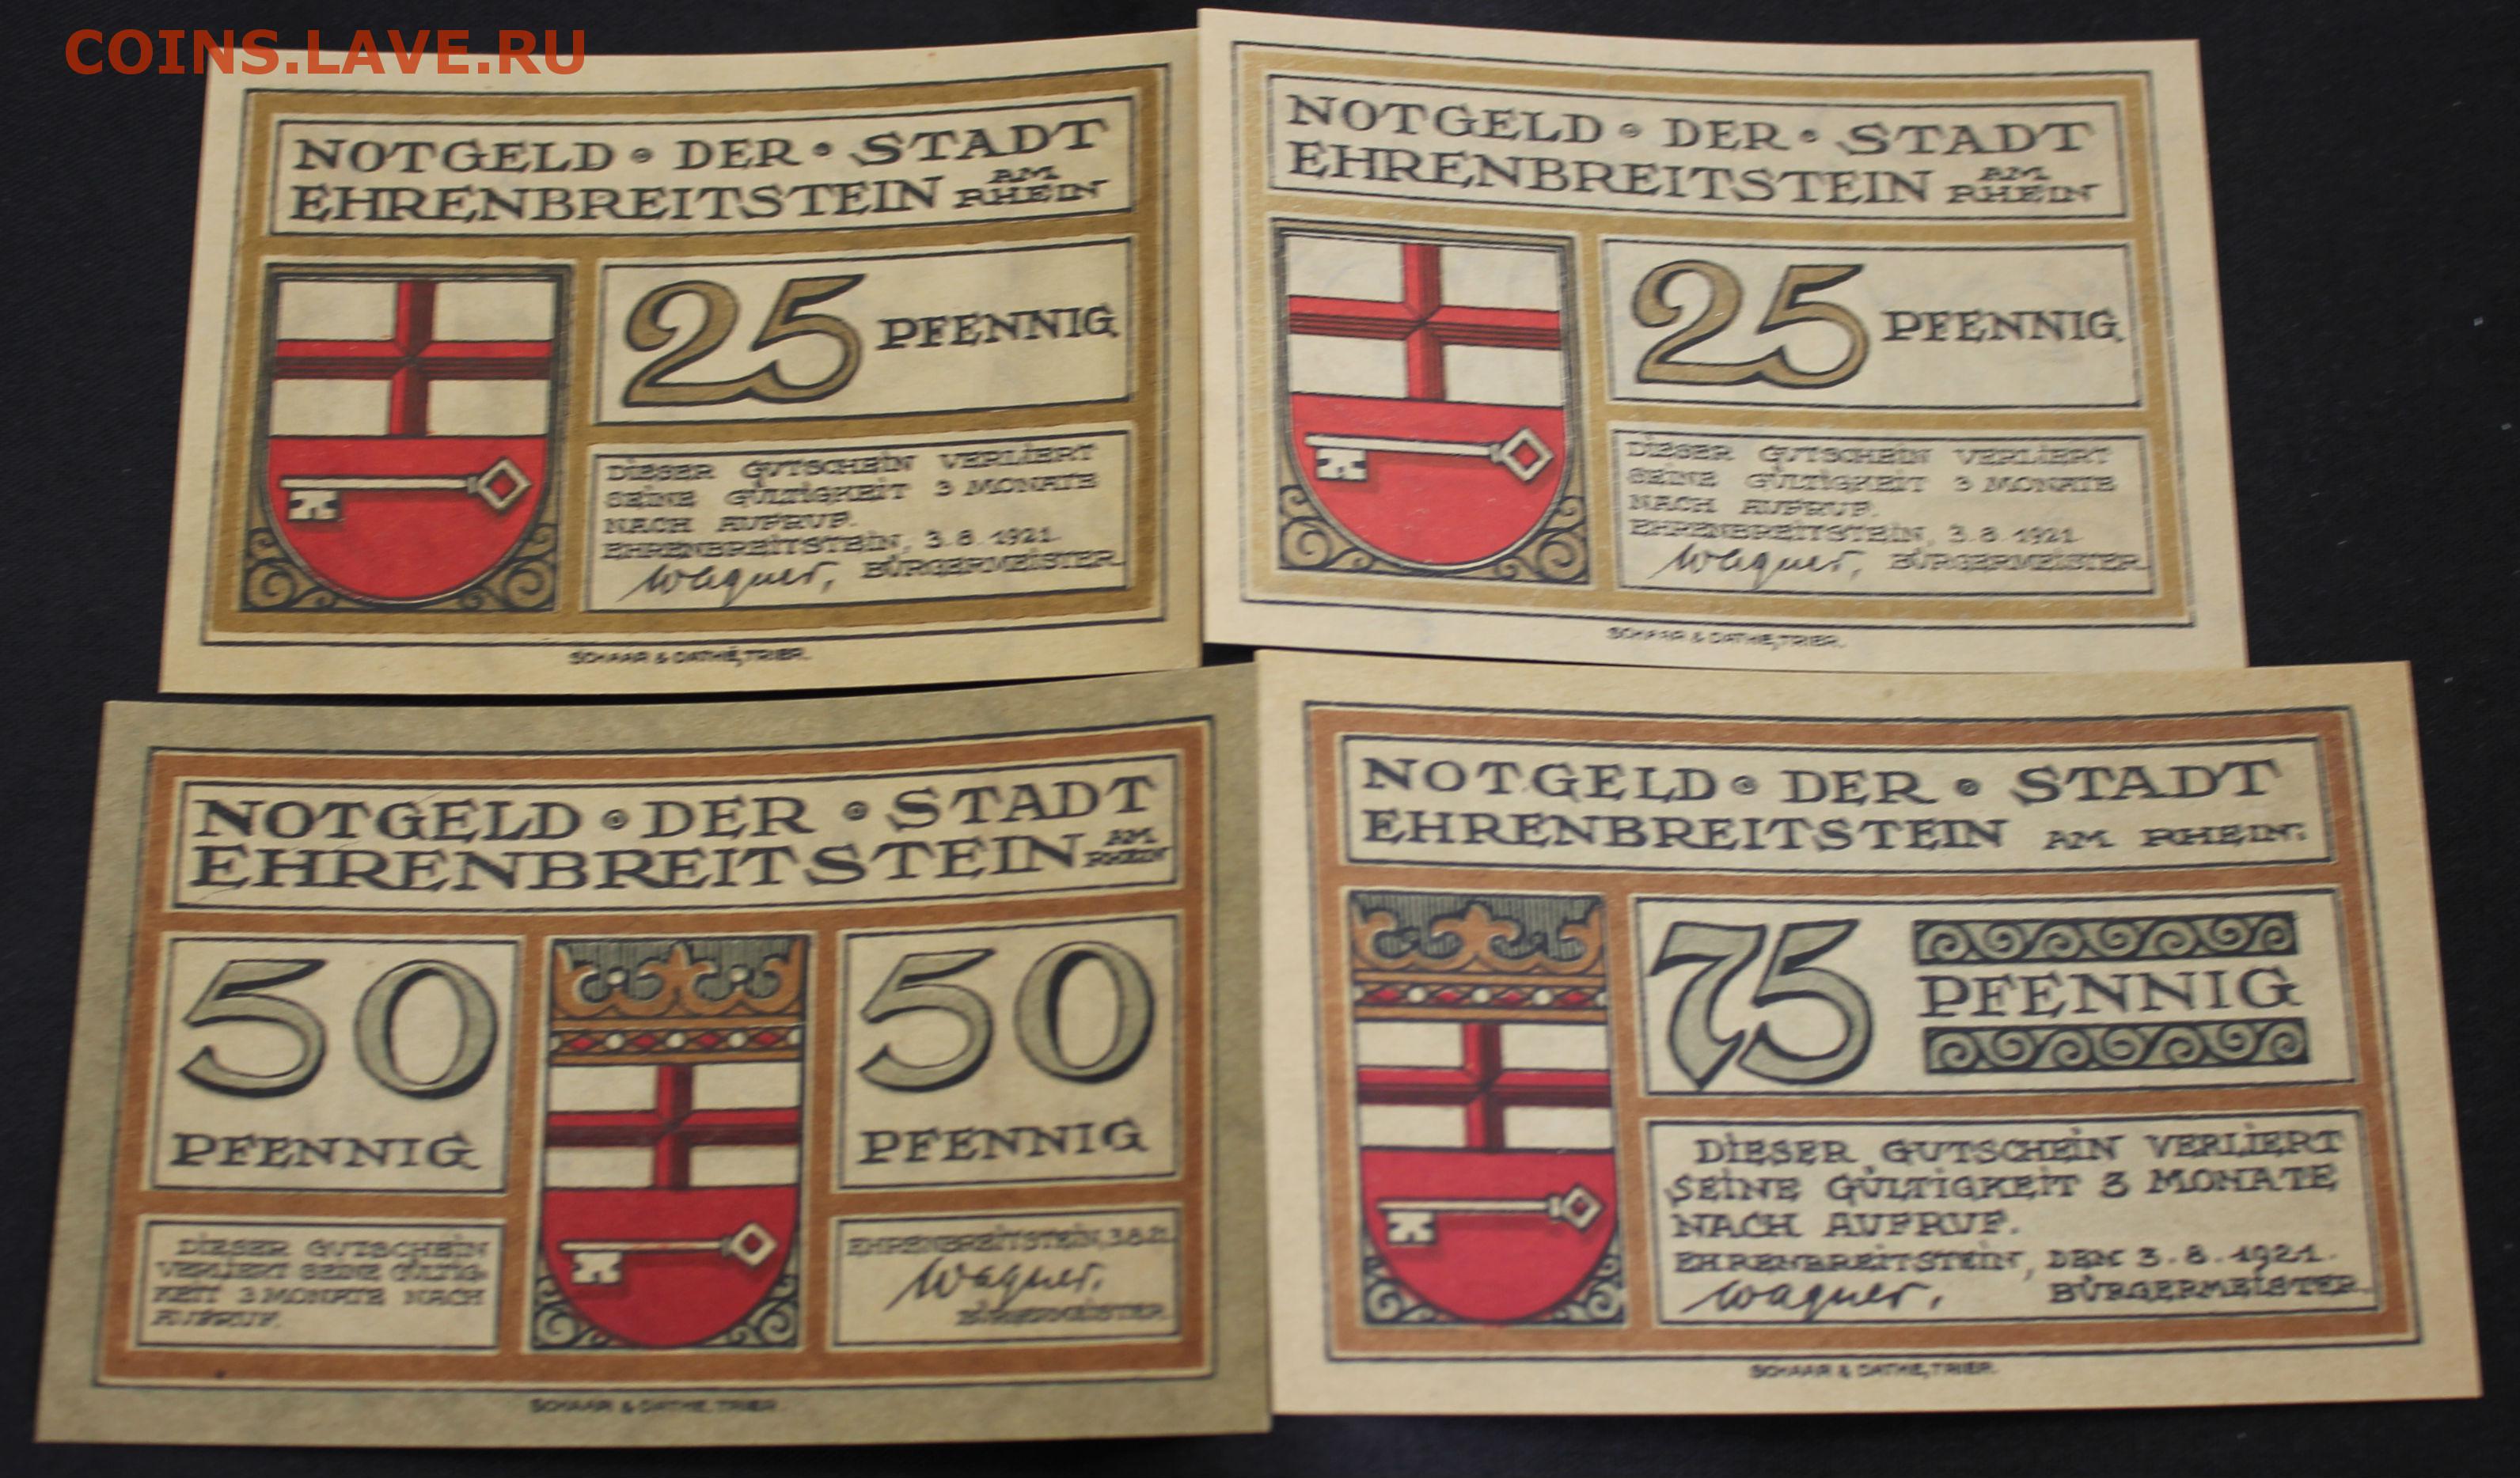 COINS.LAVE.RU
NOTGELD • DER • STADT
EHRENBREITSTEIN AM RHEIN
25 PFENNIG
DIESER GUTSCHEIN VERLIERT
SEINE GÜLTIGKEIT 3 MONATE
NACH AUFRUF.
EHRENBREITSTEIN, 3.8.1921.
Wagner, BÜRGERMEISTER.
SCHAAR & DATHE, TRIER.
NOTGELD • DER • STADT
EHRENBREITSTEIN AM RHEIN
25 PFENNIG
DIESER GUTSCHEIN VERLIERT
SEINE GÜLTIGKEIT 3 MONATE
NACH AUFRUF.
EHRENBREITSTEIN, 3.8.1921.
Wagner, BÜRGERMEISTER.
SCHAAR & DATHE, TRIER.
NOTGELD • DER • STADT
EHRENBREITSTEIN AM RHEIN
50
PFENNIG
50
PFENNIG
DIESER GUTSCHEIN
VERLIERT SEINE GÜLTIG-
KEIT 3 MONATE NACH
AUFRUF.
EHRENBREITSTEIN, 3.8.21.
Wagner.
BÜRGERMEISTER.
SCHAAR & DATHE, TRIER.
NOTGELD • DER • STADT
EHRENBREITSTEIN AM RHEIN.
75 PFENNIG
DIESER GUTSCHEIN VERLIERT
SEINE GÜLTIGKEIT 3 MONATE
NACH AUFRUF.
EHRENBREITSTEIN, DEN 3.8.1921.
Wagner. BÜRGERMEISTER.
SCHAAR & DATHE, TRIER.